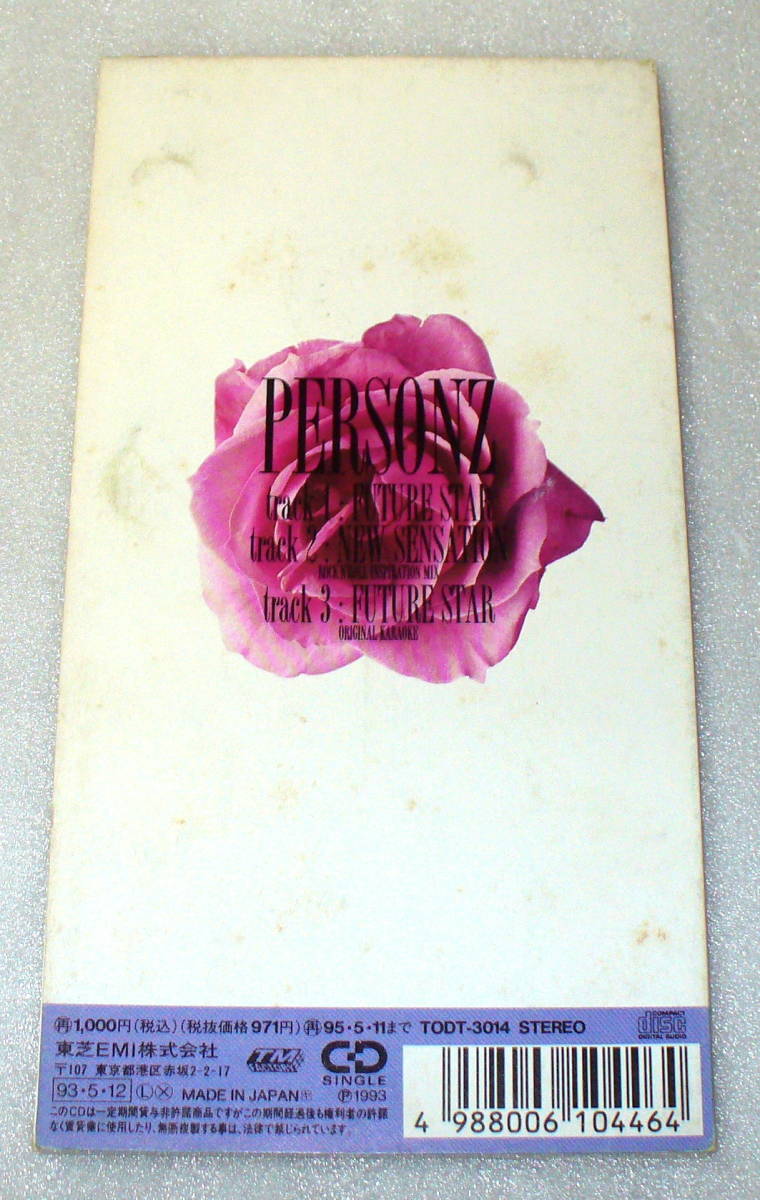 PERSONZ
track 1 : FUTURE STAR
track 2 : NEW SENSATION
ROCK N ROLL INSPIRATION MIX
track 3 : FUTURE STAR
ORIGINAL KARAOKE
㊢1,000円(税込)(税抜価格971円)㊢95・5・11まで TODT-3014 STEREO
COMPACT
disc
DIGITAL AUDIO
東芝EMI株式会社
〒107 東京都港区赤坂2-2-17
TM
FACTORY
CD
SINGLE
93・5・12 Ⓛ Ⓧ MADE IN JAPAN ℗1993
このCDは一定期間貸与非許諾商品ですがこの期間経過後も権利者の許諾
なく賃貸業に使用したり、無断複製する事は、法律で禁じられています。
4 988006 104464